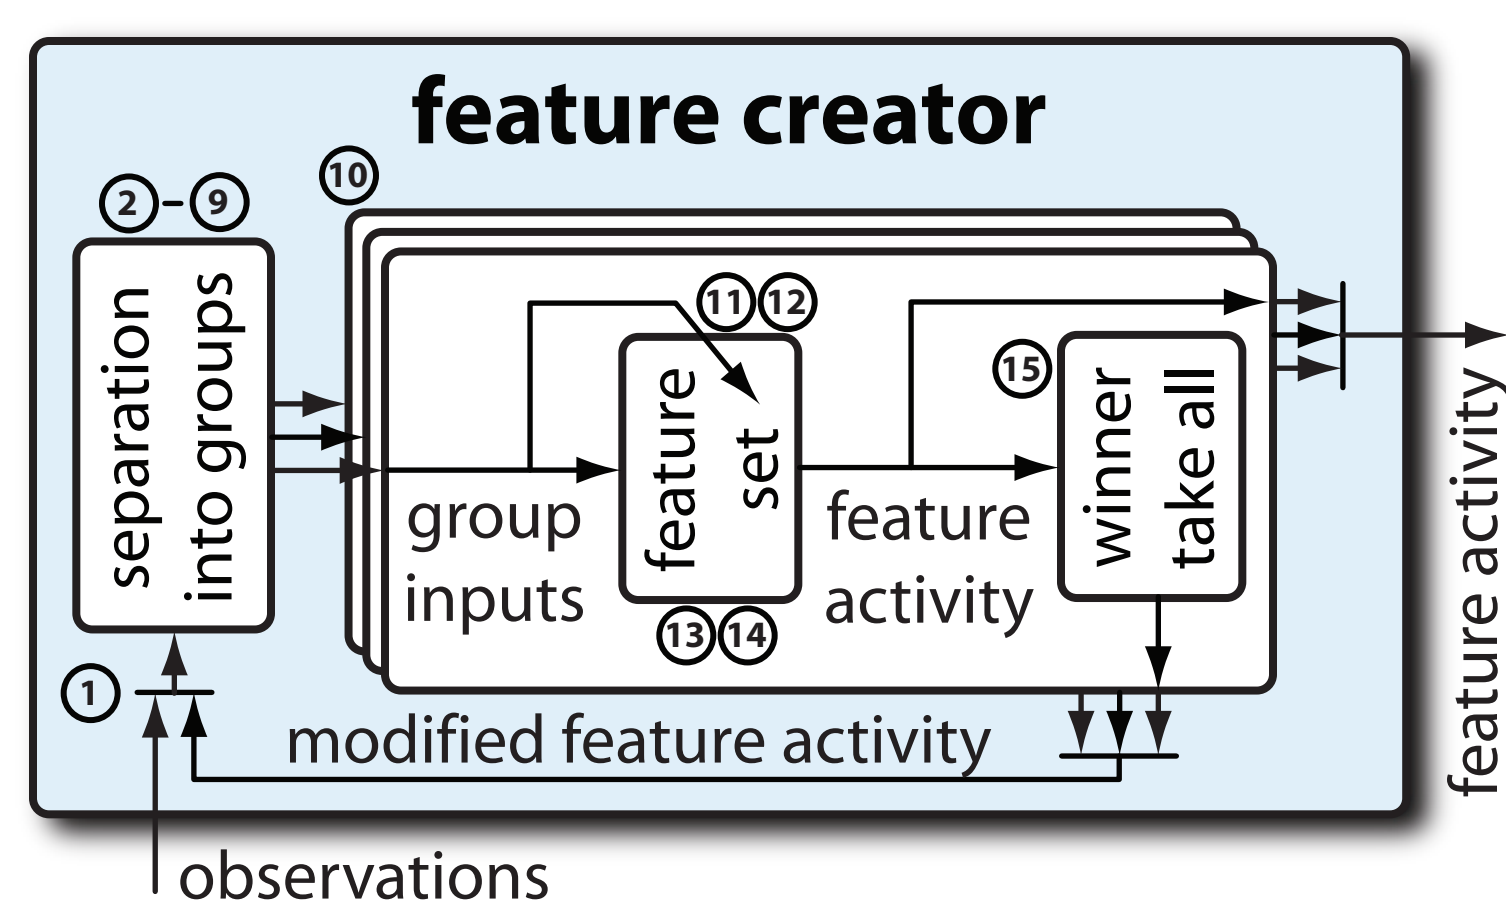 feature creator
10
2 - 9
separation
into groups
11 12
feature
set
13 14
15
winner
take all
group
inputs
feature
activity
1
modified feature activity
observations
feature activity